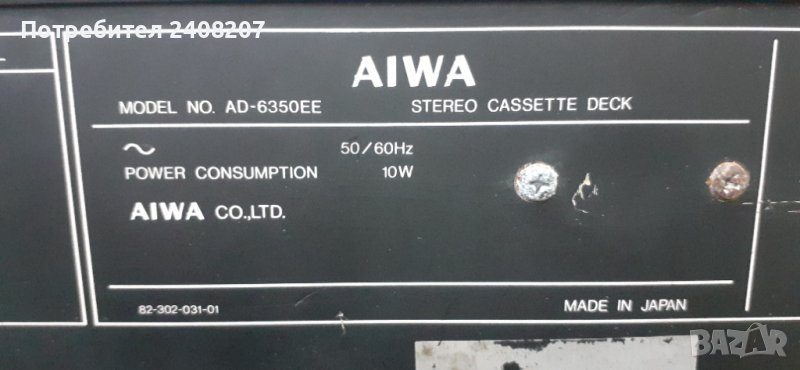 Потребител 2408207
AIWA
MODEL NO. AD-6350EE STEREO CASSETTE DECK
50/60Hz
POWER CONSUMPTION 10W
AIWA CO.,LTD.
82-302-031-01 MADE IN JAPAN
BAZAR